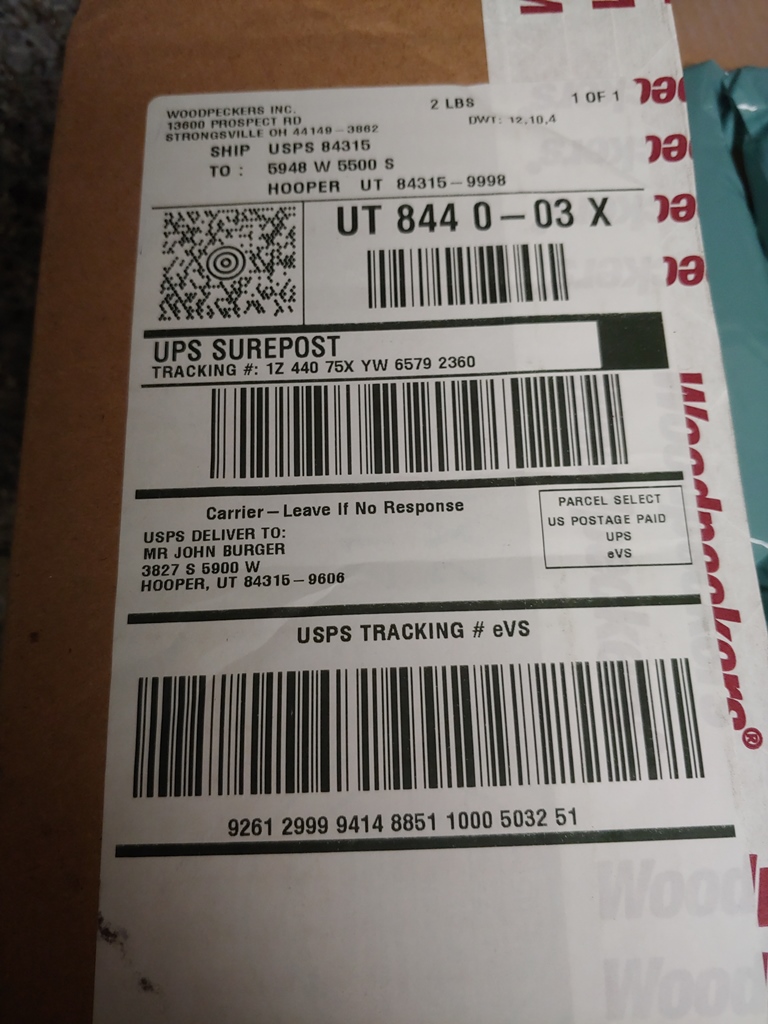 WOODPECKERS INC.
13600 PROSPECT RD
STRONGSVILLE OH 44149-3862
2 LBS
1 OF 1
DWT: 12,10,4
SHIP TO:
USPS 84315
5948 W 5500 S
HOOPER UT 84315-9998
UT 844 0-03 X
UPS SUREPOST
TRACKING #: 1Z 440 75X YW 6579 2360
Carrier-Leave If No Response
USPS DELIVER TO:
MR JOHN BURGER
3827 S 5900 W
HOOPER, UT 84315-9606
PARCEL SELECT
US POSTAGE PAID
UPS
eVS
USPS TRACKING # eVS
9261 2999 9414 8851 1000 5032 51
Woodpeckers®
Wood
Wood